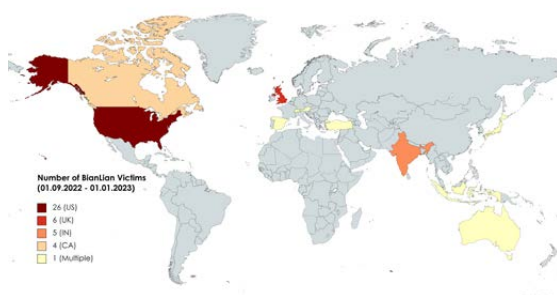 Number of BianLian Victims
(01.09.2022 - 01.01.2023)
26 (US)
6 (UK)
5 (IN)
4 (CA)
1 (Multiple)